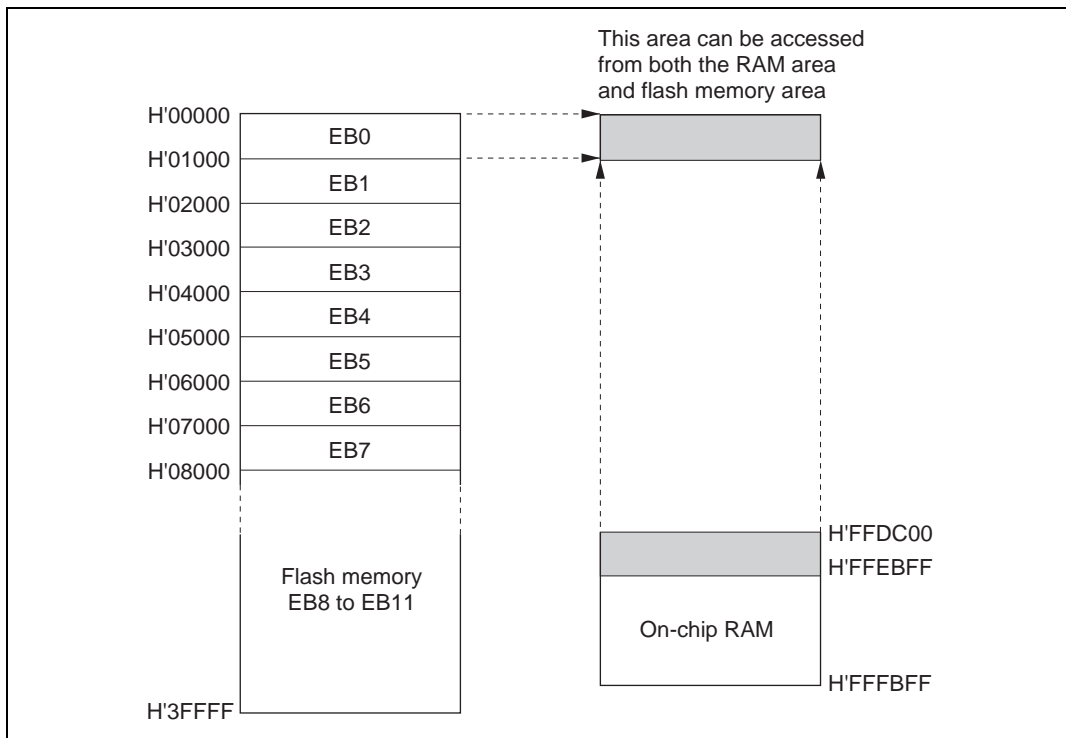 This area can be accessed
from both the RAM area
and flash memory area
H'00000
EB0
H'01000
EB1
H'02000
EB2
H'03000
EB3
H'04000
EB4
H'05000
EB5
H'06000
EB6
H'07000
EB7
H'08000
H'FFDC00
H'FFEBFF
Flash memory
EB8 to EB11
On-chip RAM
H'FFFBFF
H'3FFFF